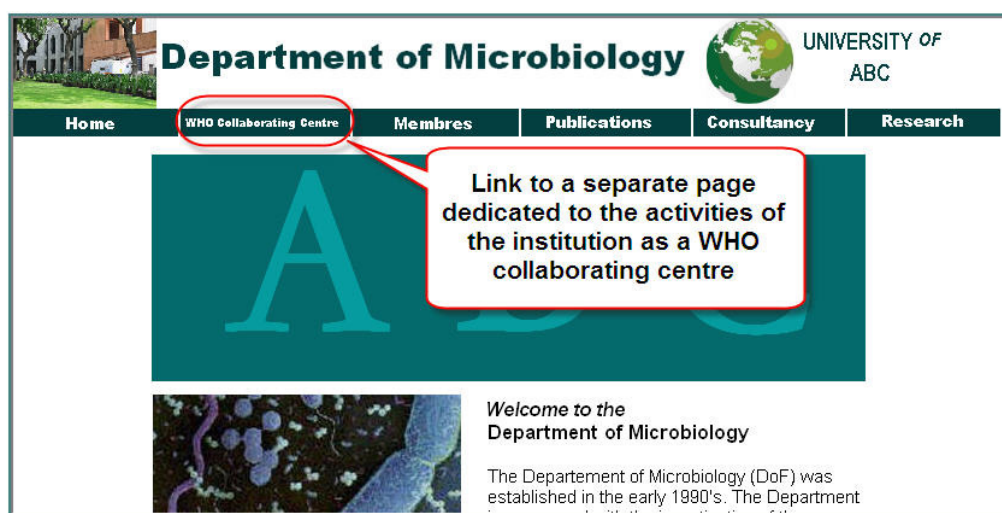 Department of Microbiology
UNIVERSITY OF
ABC
Home WHO Collaborating Centre Membres Publications Consultancy Research
Link to a separate page
dedicated to the activities of
the institution as a WHO
collaborating centre
A B C
Welcome to the
Department of Microbiology
The Departement of Microbiology (DoF) was
established in the early 1990's. The Department